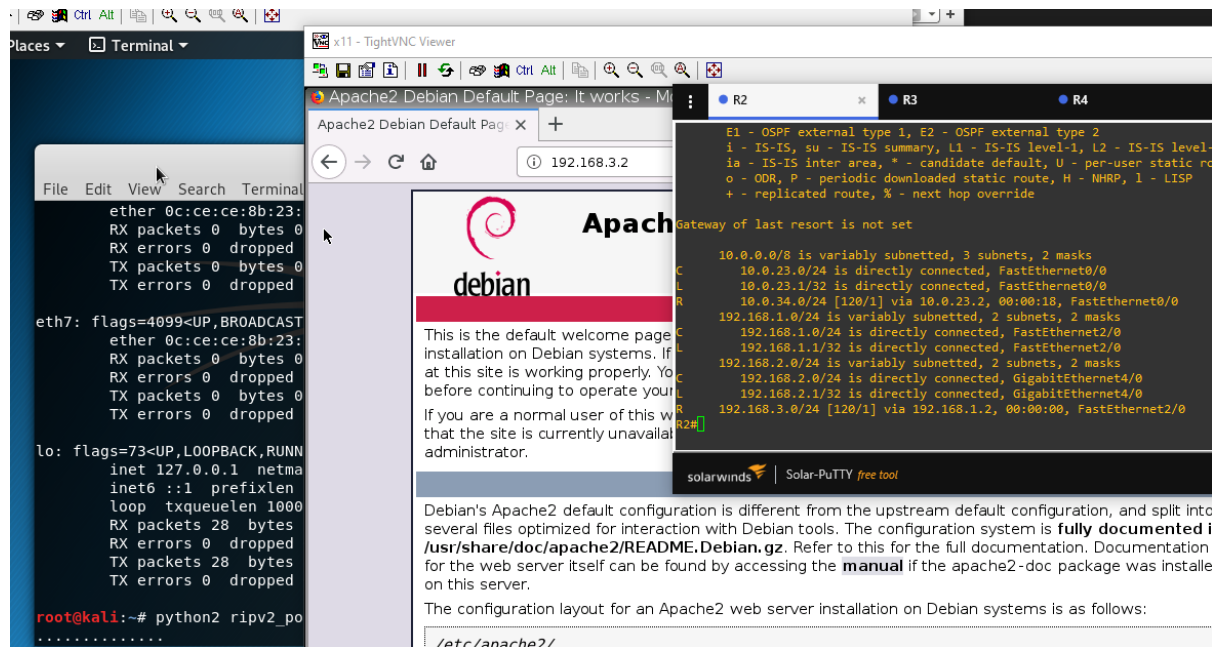 Ctrl Alt
Places Terminal
x11 - TightVNC Viewer
Ctrl Alt
File Edit View Search Terminal
ether 0c:ce:ce:8b:23:
RX packets 0 bytes 0
RX errors 0 dropped
TX packets 0 bytes 0
TX errors 0 dropped
eth7: flags=4099<UP,BROADCAST
ether 0c:ce:ce:8b:23:
RX packets 0 bytes 0
RX errors 0 dropped
TX packets 0 bytes 0
TX errors 0 dropped
lo: flags=73<UP,LOOPBACK,RUNN
inet 127.0.0.1 netma
inet6 ::1 prefixlen
loop txqueuelen 1000
RX packets 28 bytes
RX errors 0 dropped
TX packets 28 bytes
TX errors 0 dropped
root@kali:~# python2 ripv2_po
..............
Apache2 Debian Default Page: It works - Mo
Apache2 Debian Default Pag
192.168.3.2
debian
Apach
This is the default welcome page
installation on Debian systems. If
at this site is working properly. Yo
before continuing to operate your
If you are a normal user of this w
that the site is currently unavailab
administrator.
Debian's Apache2 default configuration is different from the upstream default configuration, and split into
several files optimized for interaction with Debian tools. The configuration system is fully documented i
/usr/share/doc/apache2/README.Debian.gz. Refer to this for the full documentation. Documentation
for the web server itself can be found by accessing the manual if the apache2-doc package was installe
on this server.
The configuration layout for an Apache2 web server installation on Debian systems is as follows:
/etc/apache2/
R2 R3 R4
E1 - OSPF external type 1, E2 - OSPF external type 2
i - IS-IS, su - IS-IS summary, L1 - IS-IS level-1, L2 - IS-IS level-
ia - IS-IS inter area, * - candidate default, U - per-user static ro
o - ODR, P - periodic downloaded static route, H - NHRP, l - LISP
+ - replicated route, % - next hop override
Gateway of last resort is not set
10.0.0.0/8 is variably subnetted, 3 subnets, 2 masks
C 10.0.23.0/24 is directly connected, FastEthernet0/0
L 10.0.23.1/32 is directly connected, FastEthernet0/0
R 10.0.34.0/24 [120/1] via 10.0.23.2, 00:00:18, FastEthernet0/0
192.168.1.0/24 is variably subnetted, 2 subnets, 2 masks
C 192.168.1.0/24 is directly connected, FastEthernet2/0
L 192.168.1.1/32 is directly connected, FastEthernet2/0
192.168.2.0/24 is variably subnetted, 2 subnets, 2 masks
C 192.168.2.0/24 is directly connected, GigabitEthernet4/0
L 192.168.2.1/32 is directly connected, GigabitEthernet4/0
R 192.168.3.0/24 [120/1] via 192.168.1.2, 00:00:00, FastEthernet2/0
R2#
solarwinds Solar-PuTTY free tool